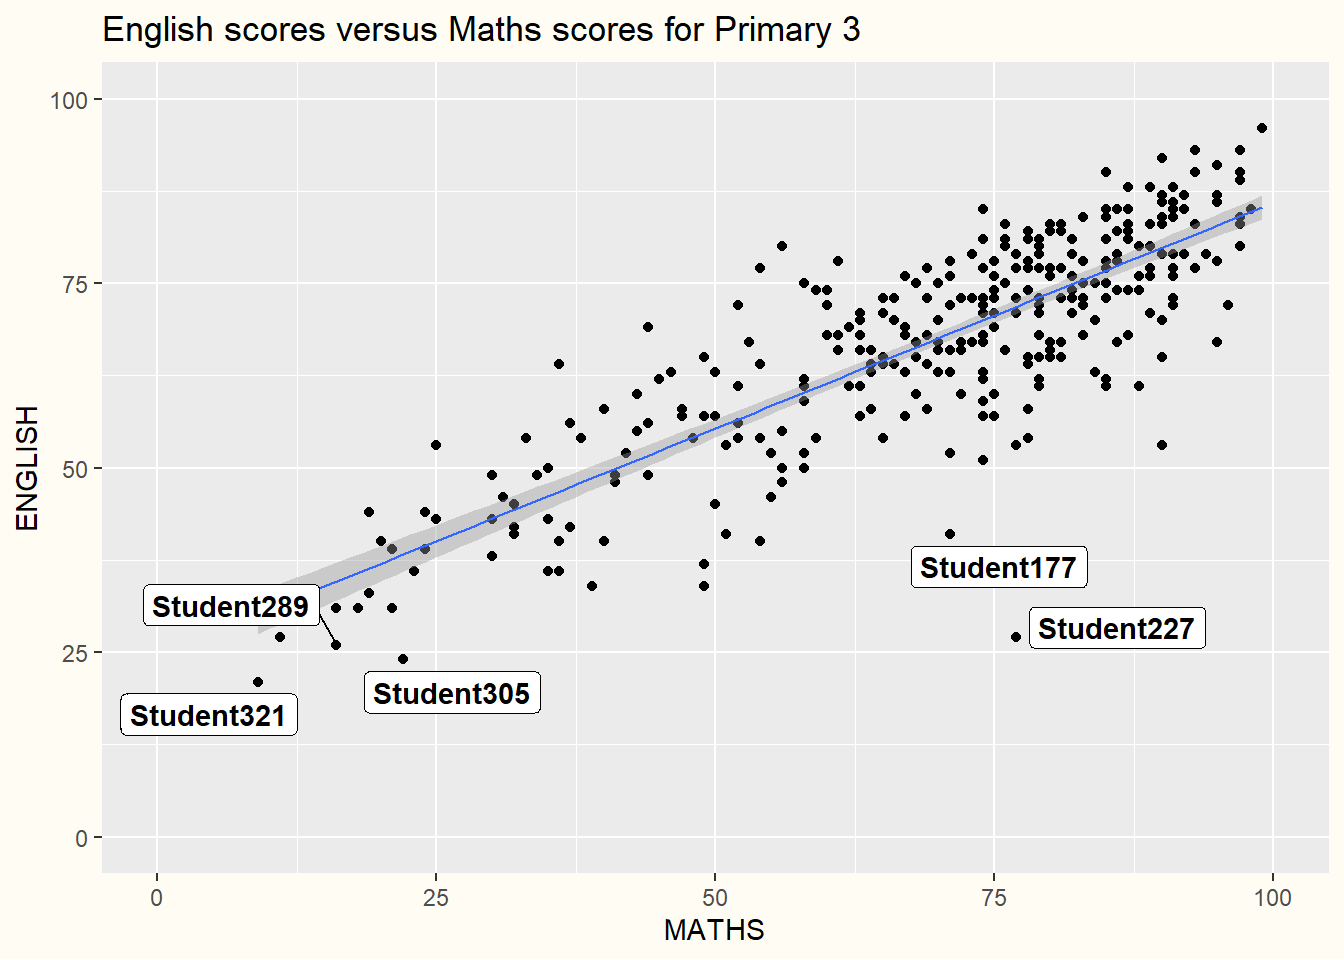 English scores versus Maths scores for Primary 3
100
75
50
25
0
ENGLISH
Student177
Student289
Student227
Student305
Student321
0 25 50 75 100
MATHS